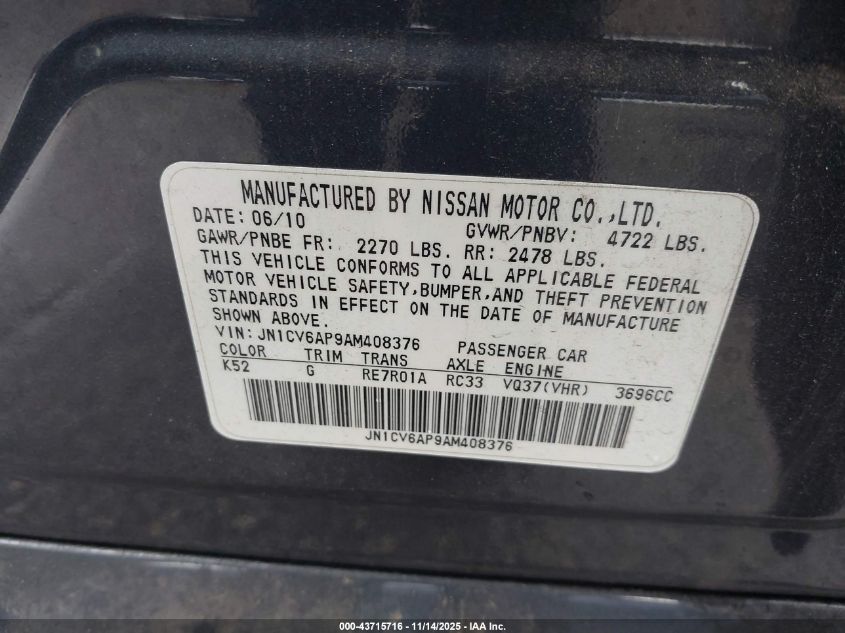 MANUFACTURED BY NISSAN MOTOR CO.,LTD.
DATE: 06/10 GVWR/PNBV: 4722 LBS.
GAWR/PNBE FR: 2270 LBS. RR: 2478 LBS.
THIS VEHICLE CONFORMS TO ALL APPLICABLE FEDERAL
MOTOR VEHICLE SAFETY,BUMPER,AND THEFT PREVENTION
STANDARDS IN EFFECT ON THE DATE OF MANUFACTURE
SHOWN ABOVE.
VIN: JN1CV6AP9AM408376 PASSENGER CAR
COLOR TRIM TRANS AXLE ENGINE
K52 G RE7R01A RC33 VQ37(VHR) 3696CC
JN1CV6AP9AM408376
000-43715716 - 11/14/2025 - IAA Inc.